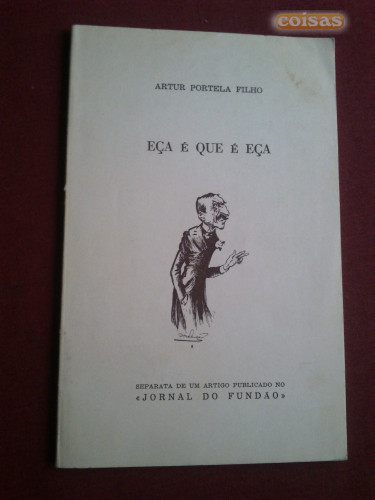 coisas
ARTUR PORTELA FILHO
EÇA É QUE É EÇA
SEPARATA DE UM ARTIGO PUBLICADO NO
«JORNAL DO FUNDÃO»